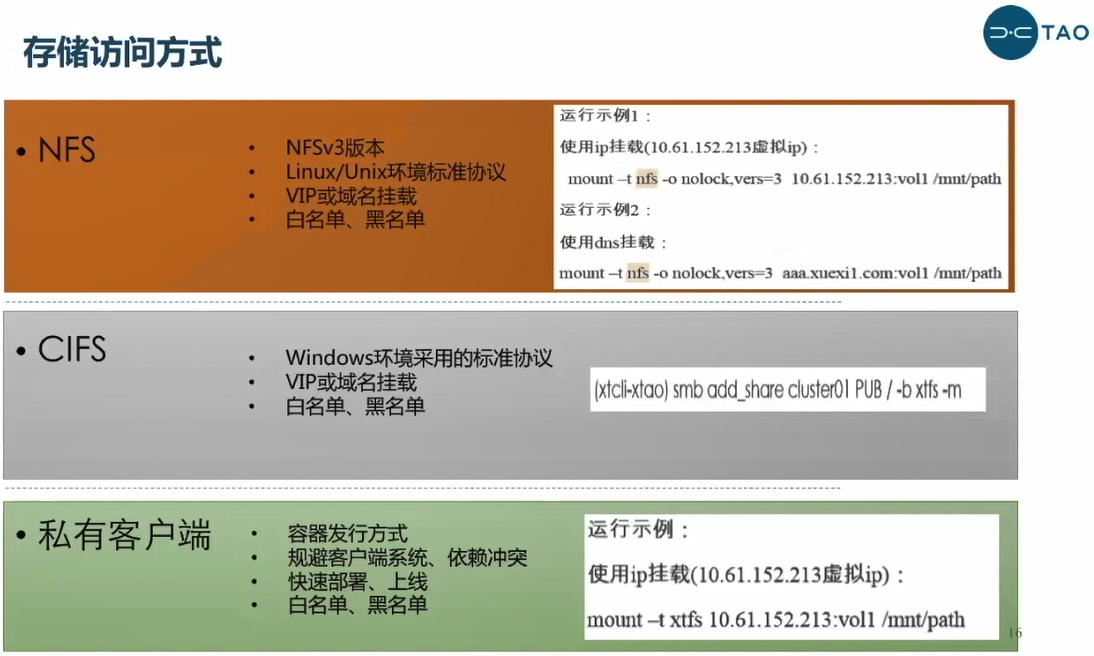 存储访问方式
TAO
• NFS
• NFSv3版本
• Linux/Unix环境标准协议
• VIP或域名挂载
• 白名单、黑名单
运行示例1：
使用ip挂载(10.61.152.213虚拟ip)：
mount –t nfs -o nolock,vers=3 10.61.152.213:vol1 /mnt/path
运行示例2：
使用dns挂载：
mount –t nfs -o nolock,vers=3 aaa.xuexi1.com:vol1 /mnt/path
• CIFS
• Windows环境采用的标准协议
• VIP或域名挂载
• 白名单、黑名单
(xtcli-xtao) smb add_share cluster01 PUB / -b xtfs -m
• 私有客户端
• 容器发行方式
• 规避客户端系统、依赖冲突
• 快速部署、上线
• 白名单、黑名单
运行示例：
使用ip挂载(10.61.152.213虚拟ip)：
mount –t xtfs 10.61.152.213:vol1 /mnt/path
16